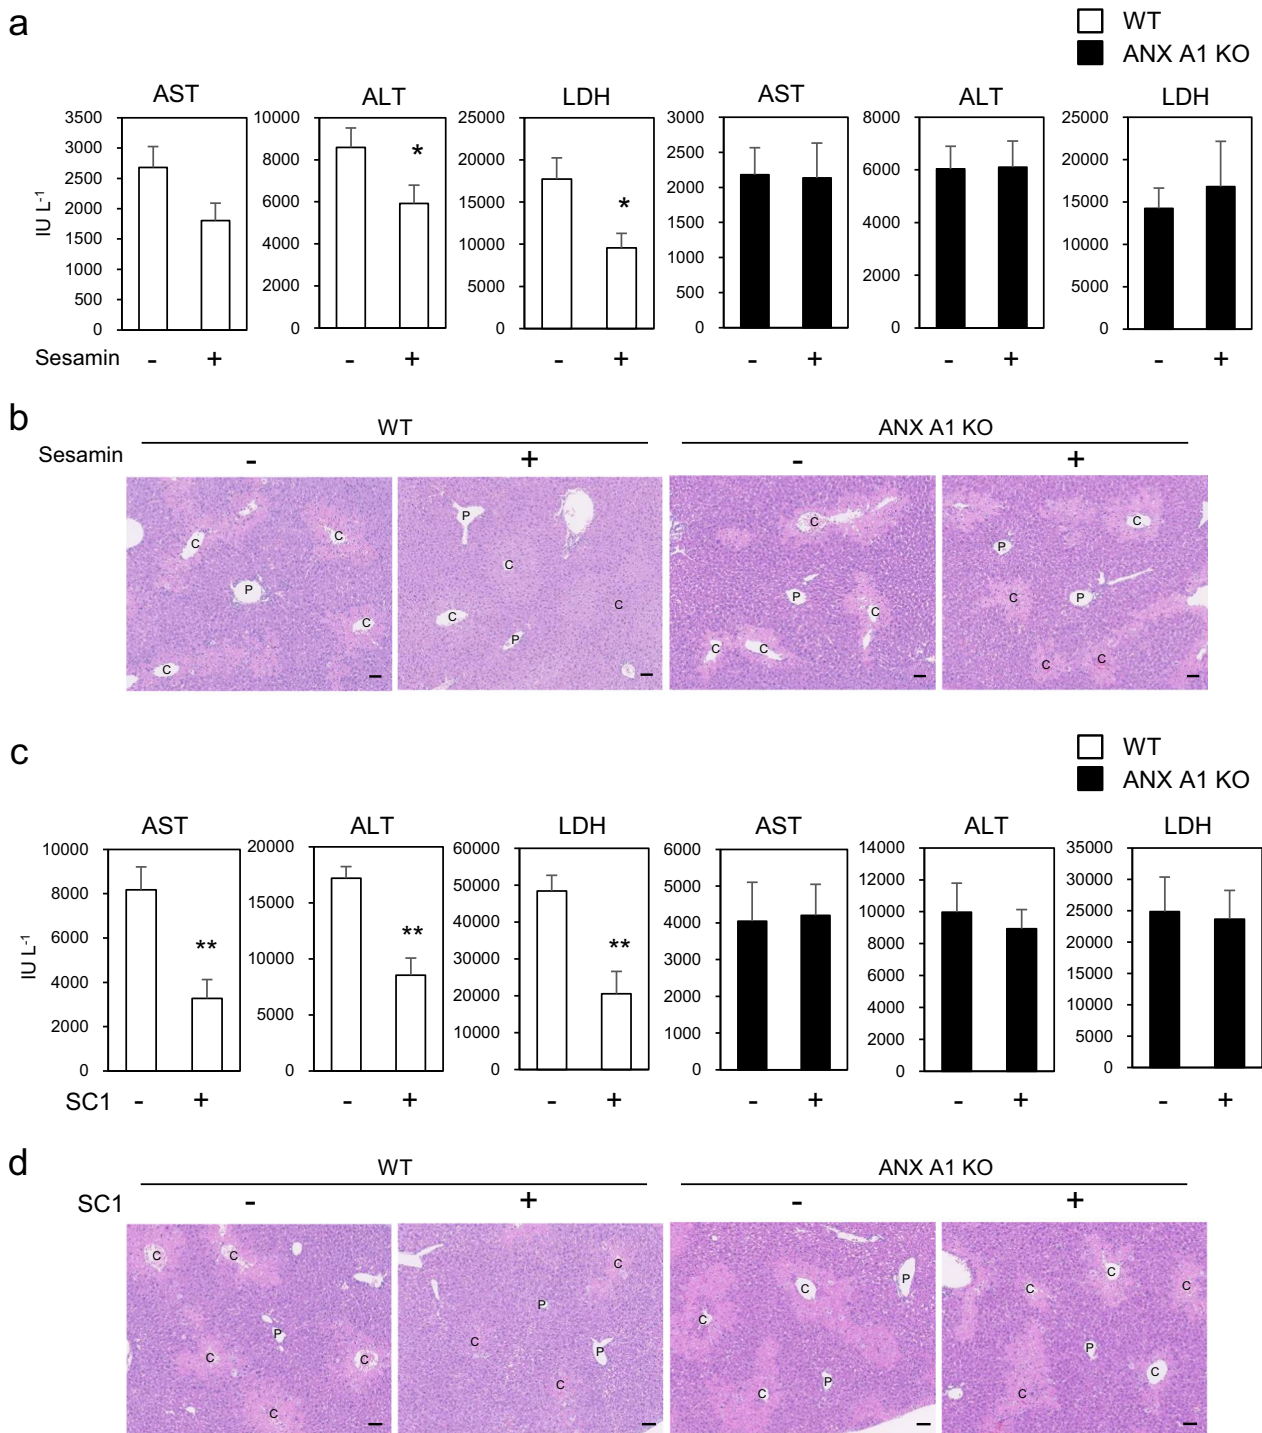 a
WT
ANX A1 KO
AST ALT LDH AST ALT LDH
IU L-1
3500 3000 2500 2000 1500 1000 500 0
10000 8000 6000 4000 2000 0
* 
25000 20000 15000 10000 5000 0
*
3000 2500 2000 1500 1000 500 0
8000 6000 4000 2000 0
25000 20000 15000 10000 5000 0
Sesamin - + - + - + - + - + - +
b
WT ANX A1 KO
Sesamin - + - +
C C P C C
P C C C P
C P C C C
C P C P C C
c
WT
ANX A1 KO
AST ALT LDH AST ALT LDH
IU L-1
10000 8000 6000 4000 2000 0
**
20000 15000 10000 5000 0
**
60000 50000 40000 30000 20000 10000 0
**
6000 5000 4000 3000 2000 1000 0
14000 12000 10000 8000 6000 4000 2000 0
35000 30000 25000 20000 15000 10000 5000 0
SC1 - + - + - + - + - + - +
d
WT ANX A1 KO
SC1 - + - +
C C P C C C
C P C P C
P C C C P
C C C P C C